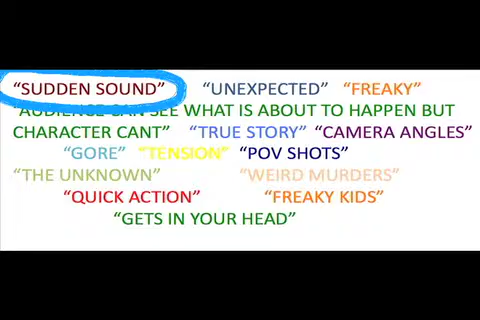 “SUDDEN SOUND” “UNEXPECTED” “FREAKY”
“AUDIENCE CAN SEE WHAT IS ABOUT TO HAPPEN BUT
CHARACTER CANT” “TRUE STORY” “CAMERA ANGLES”
“GORE” “TENSION” “POV SHOTS”
“THE UNKNOWN” “WEIRD MURDERS”
“QUICK ACTION” “FREAKY KIDS”
“GETS IN YOUR HEAD”